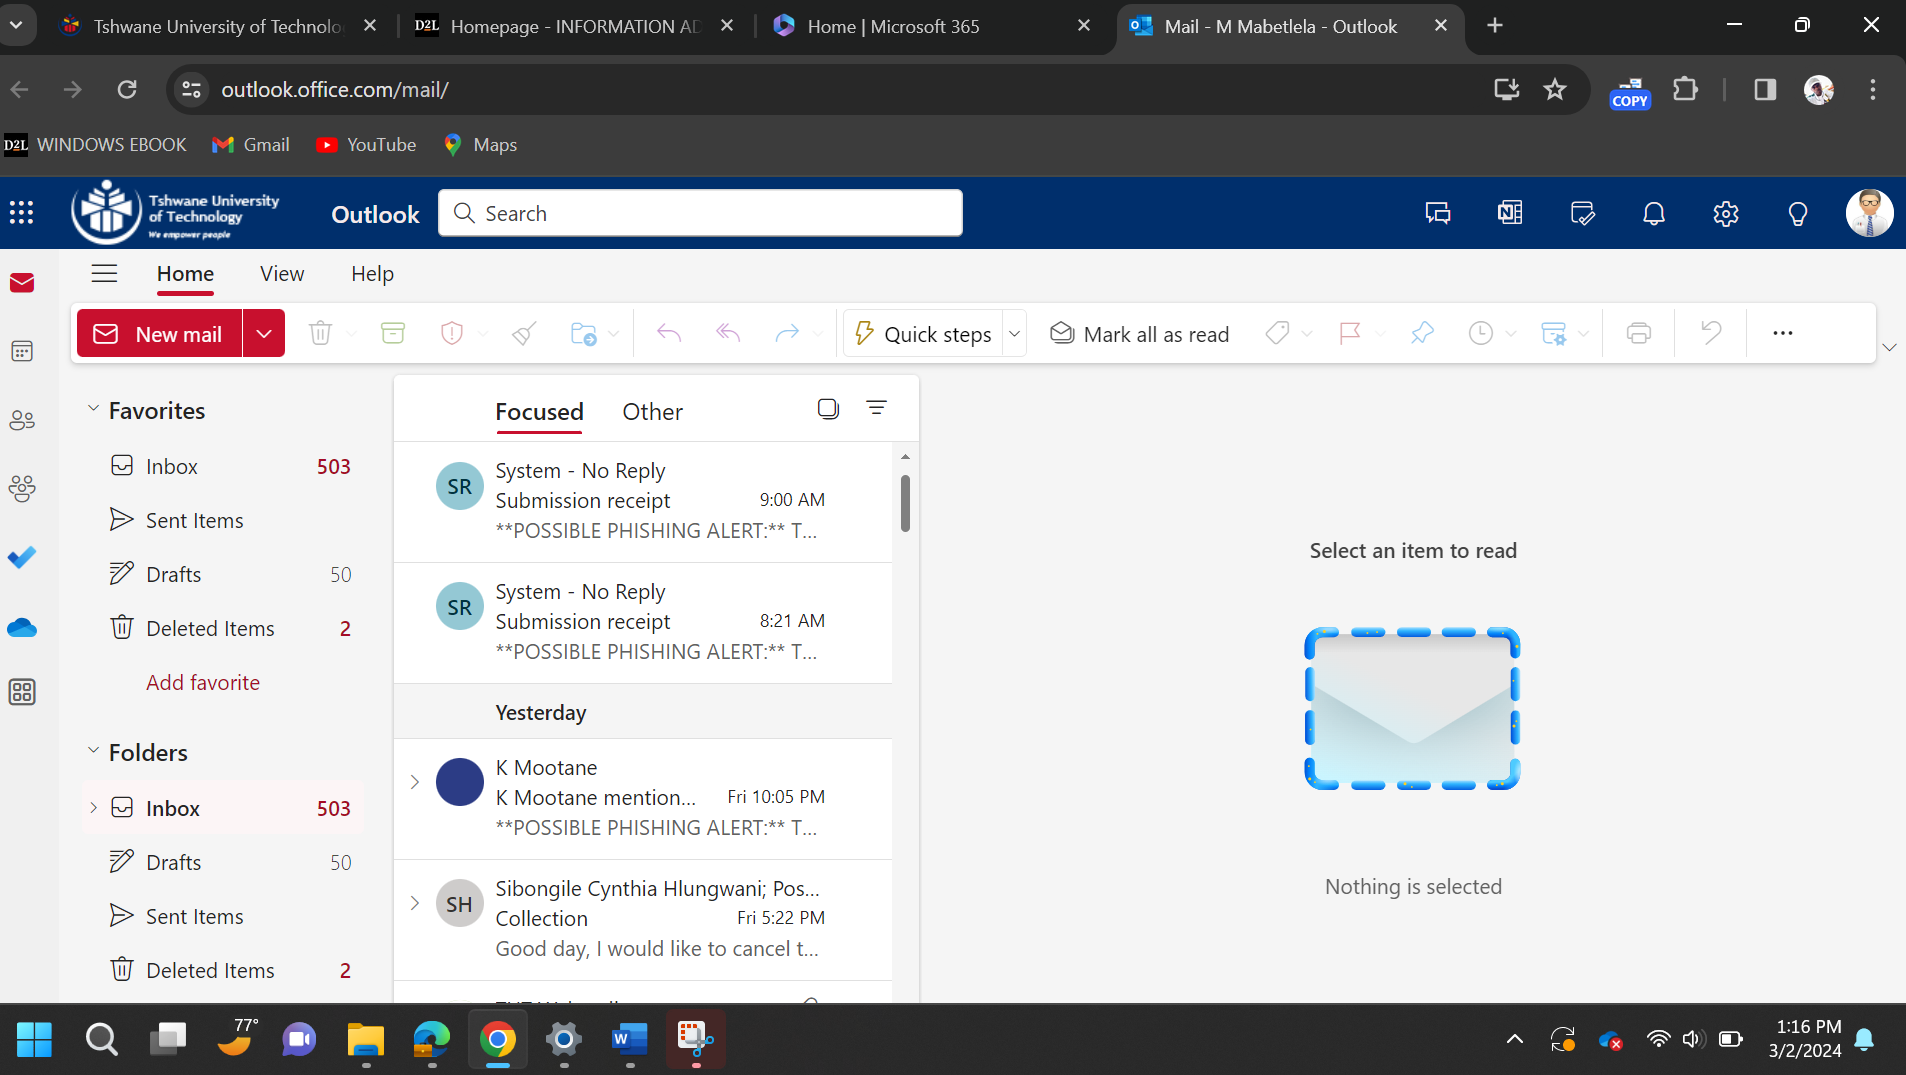 Tshwane University of Technolo
D2L Homepage - INFORMATION AD
Home | Microsoft 365
Mail - M Mabetlela - Outlook
outlook.office.com/mail/
COPY
D2L WINDOWS EBOOK
Gmail
YouTube
Maps
Tshwane University
of Technology
We empower people
Outlook
Search
Home
View
Help
New mail
Quick steps
Mark all as read
Favorites
Inbox 503
Sent Items
Drafts 50
Deleted Items 2
Add favorite
Folders
Inbox 503
Drafts 50
Sent Items
Deleted Items 2
Focused
Other
SR
System - No Reply
Submission receipt 9:00 AM
**POSSIBLE PHISHING ALERT:** T...
SR
System - No Reply
Submission receipt 8:21 AM
**POSSIBLE PHISHING ALERT:** T...
Yesterday
K Mootane
K Mootane mention... Fri 10:05 PM
**POSSIBLE PHISHING ALERT:** T...
SH
Sibongile Cynthia Hlungwani; Pos...
Collection Fri 5:22 PM
Good day, I would like to cancel t...
Select an item to read
Nothing is selected
77°
1:16 PM
3/2/2024